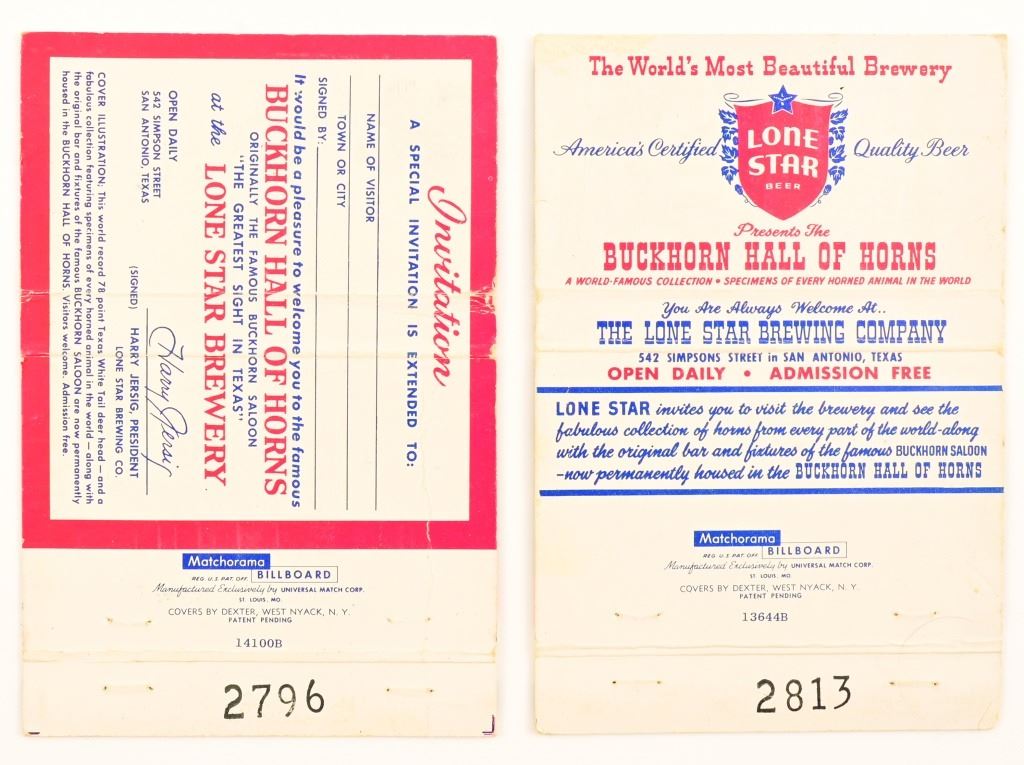 Invitation
A SPECIAL INVITATION IS EXTENDED TO:
NAME OF VISITOR
TOWN OR CITY
SIGNED BY:
It would be a pleasure to welcome you to the famous
BUCKHORN HALL OF HORNS
ORIGINALLY THE FAMOUS BUCKHORN SALOON
"THE GREATEST SIGHT IN TEXAS"
at the LONE STAR BREWERY
OPEN DAILY
542 SIMPSON STREET
SAN ANTONIO, TEXAS
Harry Jersig
(SIGNED) HARRY JERSIG, PRESIDENT
LONE STAR BREWING CO.
COVER ILLUSTRATION: This world record 78 point Texas White Tail deer head — and a
fabulous collection featuring specimens of every horned animal in the world — along with
the original bar and fixtures of the famous BUCKHORN SALOON are now permanently
housed in the BUCKHORN HALL OF HORNS. Visitors welcome. Admission free.
Matchorama
REG. U.S. PAT. OFF. BILLBOARD
Manufactured Exclusively by UNIVERSAL MATCH CORP.
ST. LOUIS, MO.
COVERS BY DEXTER, WEST NYACK, N. Y.
PATENT PENDING
14100B
2796
The World's Most Beautiful Brewery
America's Certified LONE STAR BEER Quality Beer
Presents The
BUCKHORN HALL OF HORNS
A WORLD-FAMOUS COLLECTION • SPECIMENS OF EVERY HORNED ANIMAL IN THE WORLD
You Are Always Welcome At..
THE LONE STAR BREWING COMPANY
542 SIMPSONS STREET in SAN ANTONIO, TEXAS
OPEN DAILY • ADMISSION FREE
LONE STAR invites you to visit the brewery and see the
fabulous collection of horns from every part of the world-along
with the original bar and fixtures of the famous BUCKHORN SALOON
-now permanently housed in the BUCKHORN HALL OF HORNS
Matchorama
REG. U.S. PAT. OFF. BILLBOARD
Manufactured Exclusively by UNIVERSAL MATCH CORP.
ST. LOUIS, MO.
COVERS BY DEXTER, WEST NYACK, N. Y.
PATENT PENDING
13644B
2813